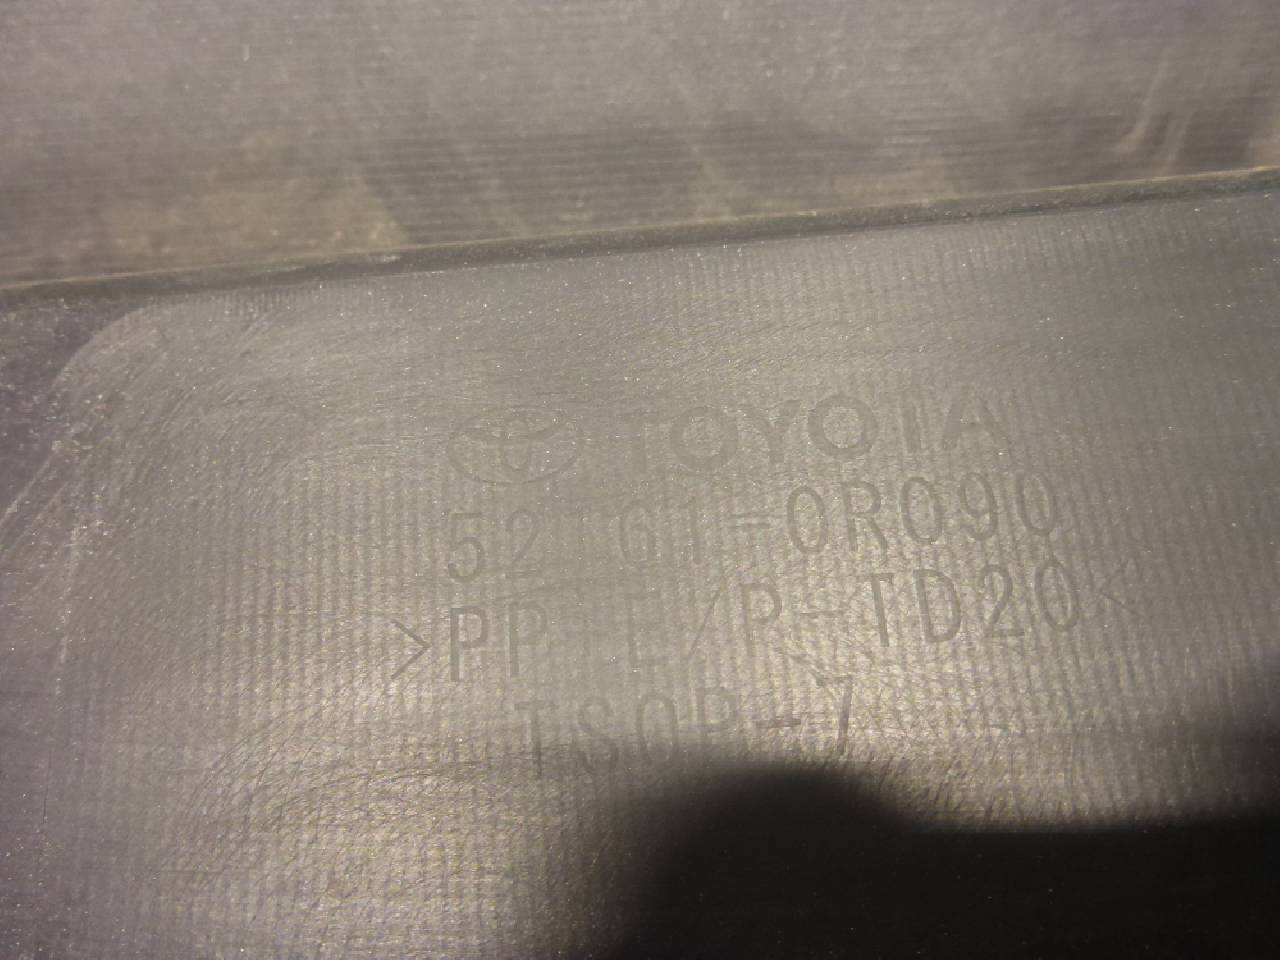 TOYOTA
52161-0R090
>PP+E/P-TD20<
TSOP-7